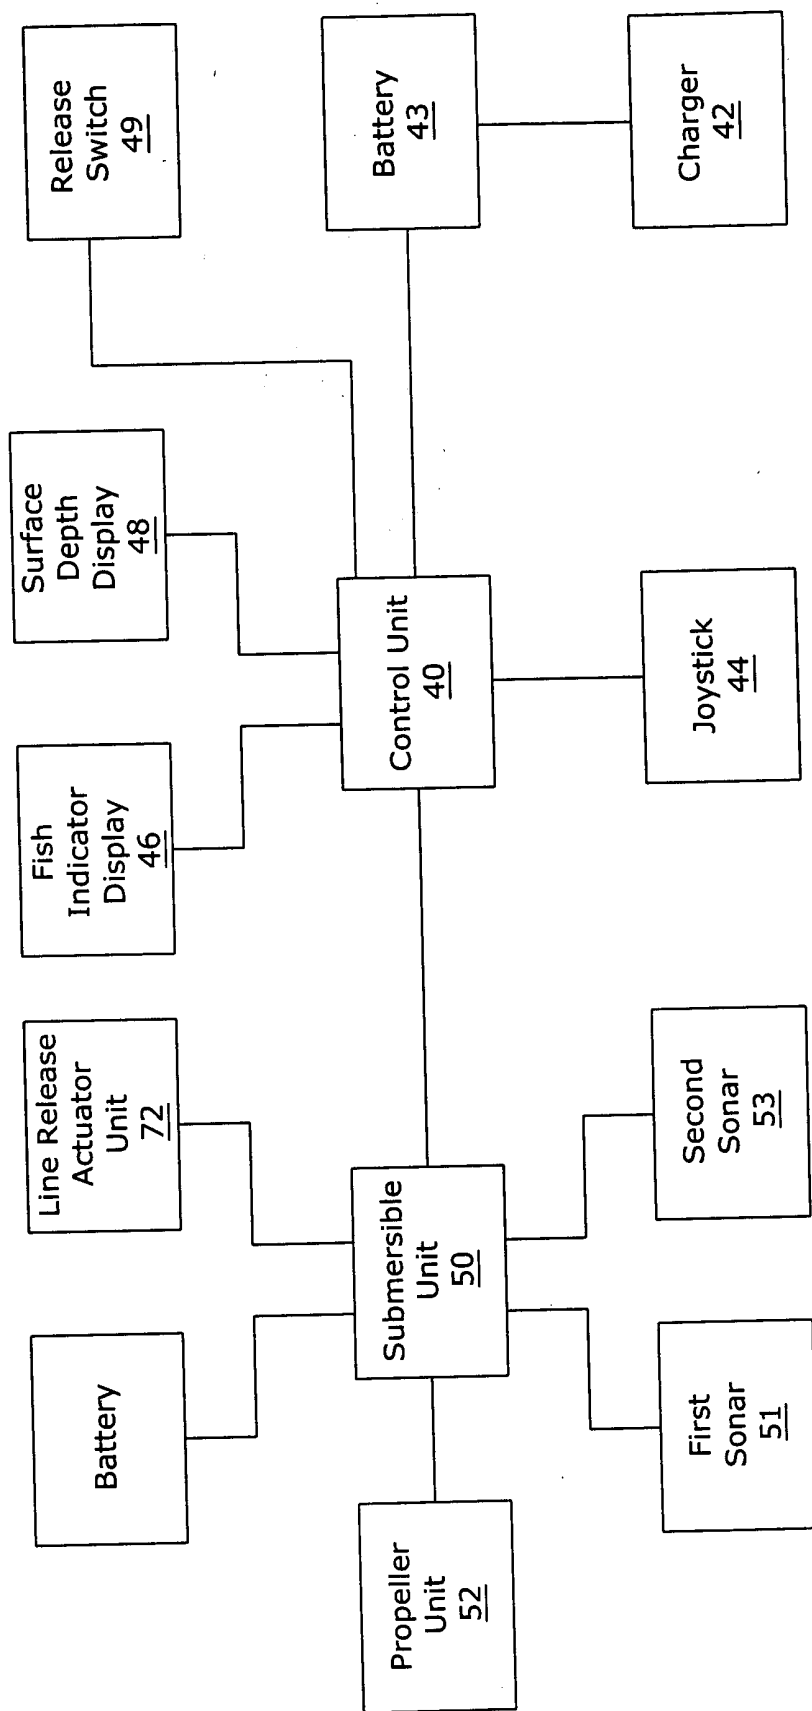 Battery
Line Release
Actuator
Unit
72
Fish
Indicator
Display
46
Surface
Depth
Display
48
Release
Switch
49
Propeller
Unit
52
Submersible
Unit
50
Control Unit
40
Battery
43
First
Sonar
51
Second
Sonar
53
Joystick
44
Charger
42